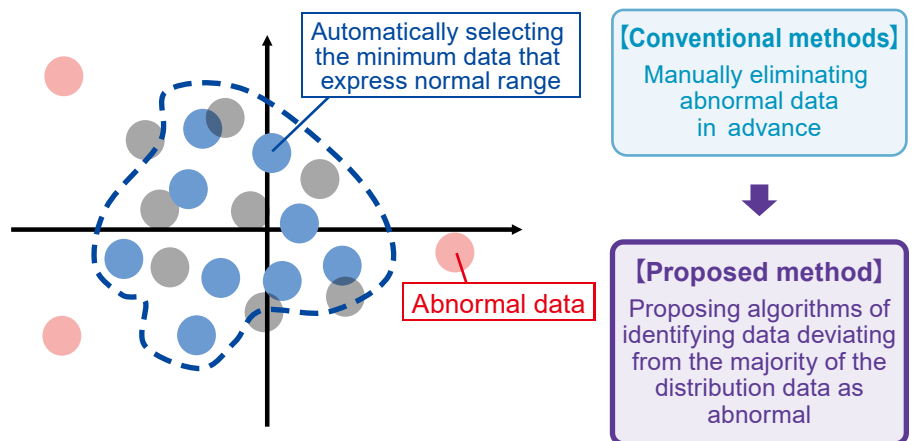 Automatically selecting
the minimum data that
express normal range
Abnormal data
【Conventional methods】
Manually eliminating
abnormal data
in advance
【Proposed method】
Proposing algorithms of
identifying data deviating
from the majority of the
distribution data as
abnormal